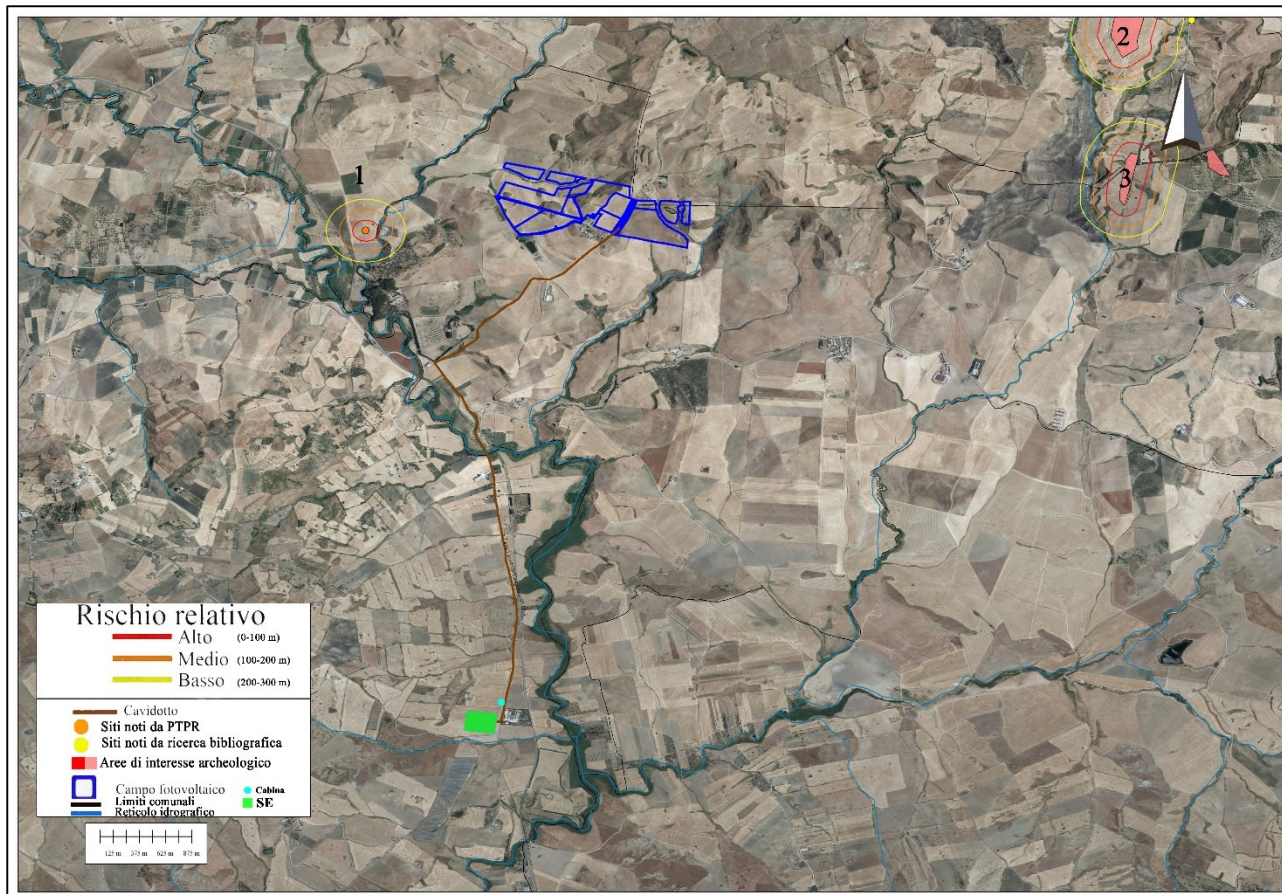 2
3
1
Rischio relativo
Alto (0-100 m)
Medio (100-200 m)
Basso (200-300 m)
Cavidotto
Siti noti da PTPR
Siti noti da ricerca bibliografica
Aree di interesse archeologico
Campo fotovoltaico
Cabina
Limiti comunali
SE
Reticolo idrografico
125 m 375 m 625 m 875 m